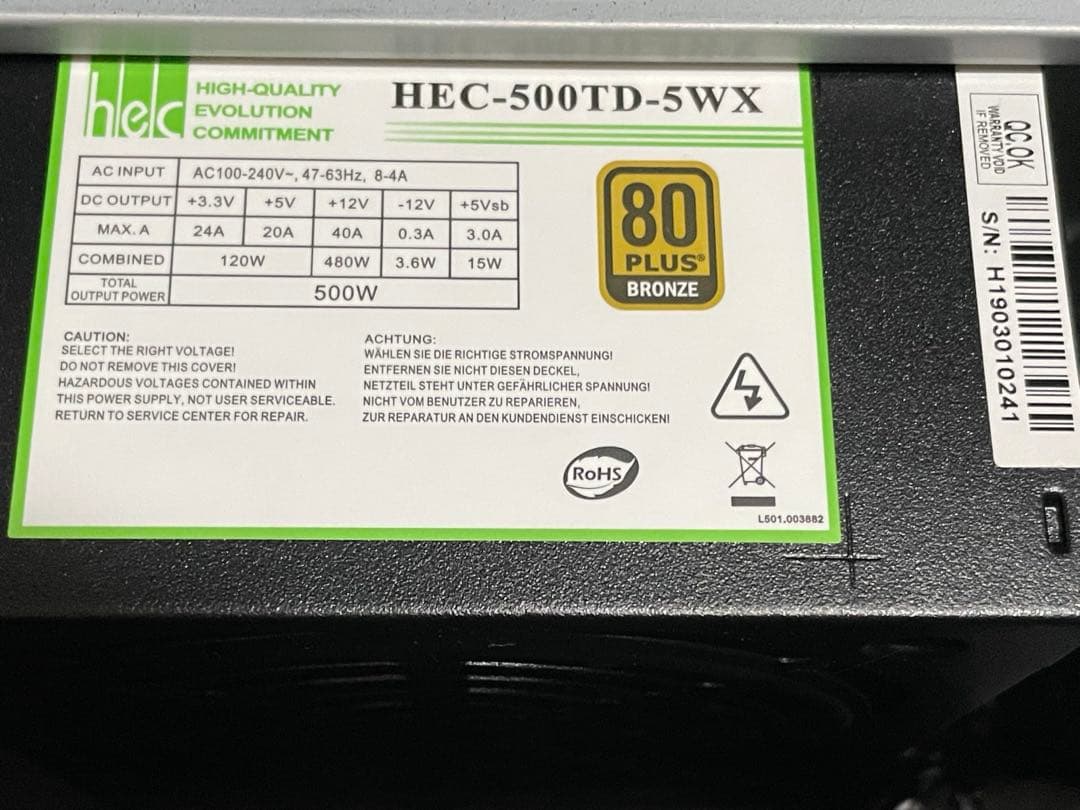 hec
HIGH-QUALITY
EVOLUTION
COMMITMENT
HEC-500TD-5WX
AC INPUT AC100-240V~, 47-63Hz, 8-4A
DC OUTPUT +3.3V +5V +12V -12V +5Vsb
MAX. A 24A 20A 40A 0.3A 3.0A
COMBINED 120W 480W 3.6W 15W
TOTAL
OUTPUT POWER 500W
80
PLUS®
BRONZE
CAUTION:
SELECT THE RIGHT VOLTAGE!
DO NOT REMOVE THIS COVER!
HAZARDOUS VOLTAGES CONTAINED WITHIN
THIS POWER SUPPLY, NOT USER SERVICEABLE.
RETURN TO SERVICE CENTER FOR REPAIR.
ACHTUNG:
WÄHLEN SIE DIE RICHTIGE STROMSPANNUNG!
ENTFERNEN SIE NICHT DIESEN DECKEL,
NETZTEIL STEHT UNTER GEFÄHRLICHER SPANNUNG!
NICHT VOM BENUTZER ZU REPARIEREN,
ZUR REPARATUR AN DEN KUNDENDIENST EINSCHICKEN!
RoHS
L501.003882
QC.OK
WARRANTY VOID
IF REMOVED
S/N: H1903010241